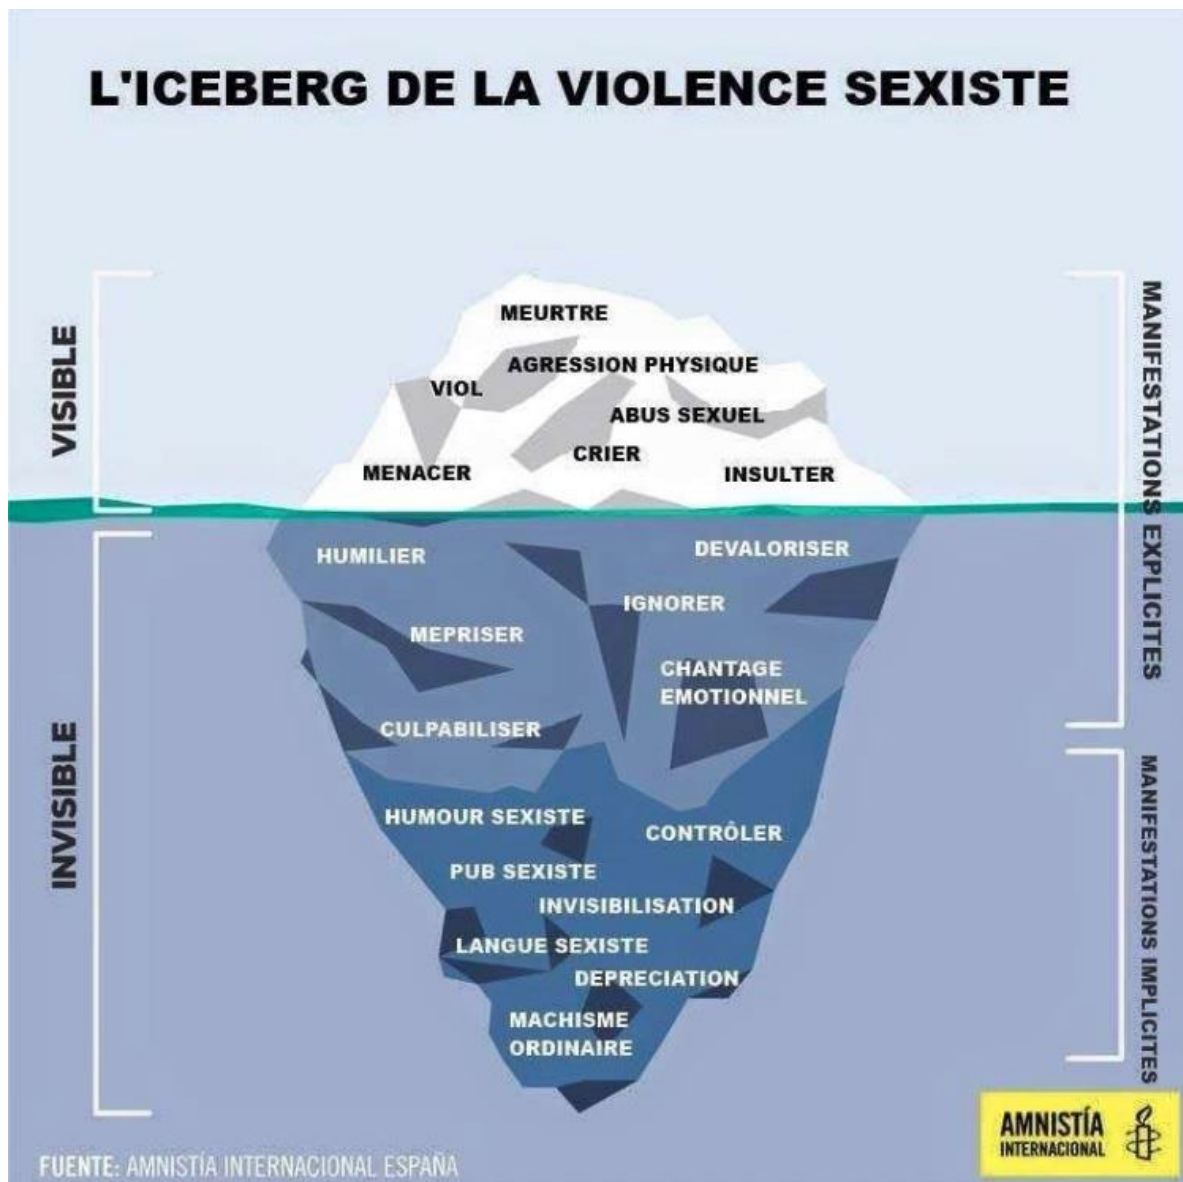 L'ICEBERG DE LA VIOLENCE SEXISTE
VISIBLE
MANIFESTATIONS EXPLICITES
MEURTRE
AGRESSION PHYSIQUE
VIOL
ABUS SEXUEL
CRIER
MENACER
INSULTER
INVISIBLE
HUMILIER
DEVALORISER
IGNORER
MEPRISER
CHANTAGE
EMOTIONNEL
CULPABILISER
MANIFESTATIONS IMPLICITES
HUMOUR SEXISTE
CONTRÔLER
PUB SEXISTE
INVISIBILISATION
LANGUE SEXISTE
DEPRECIATION
MACHISME
ORDINAIRE
AMNISTÍA
INTERNACIONAL
FUENTE: AMNISTÍA INTERNACIONAL ESPAÑA